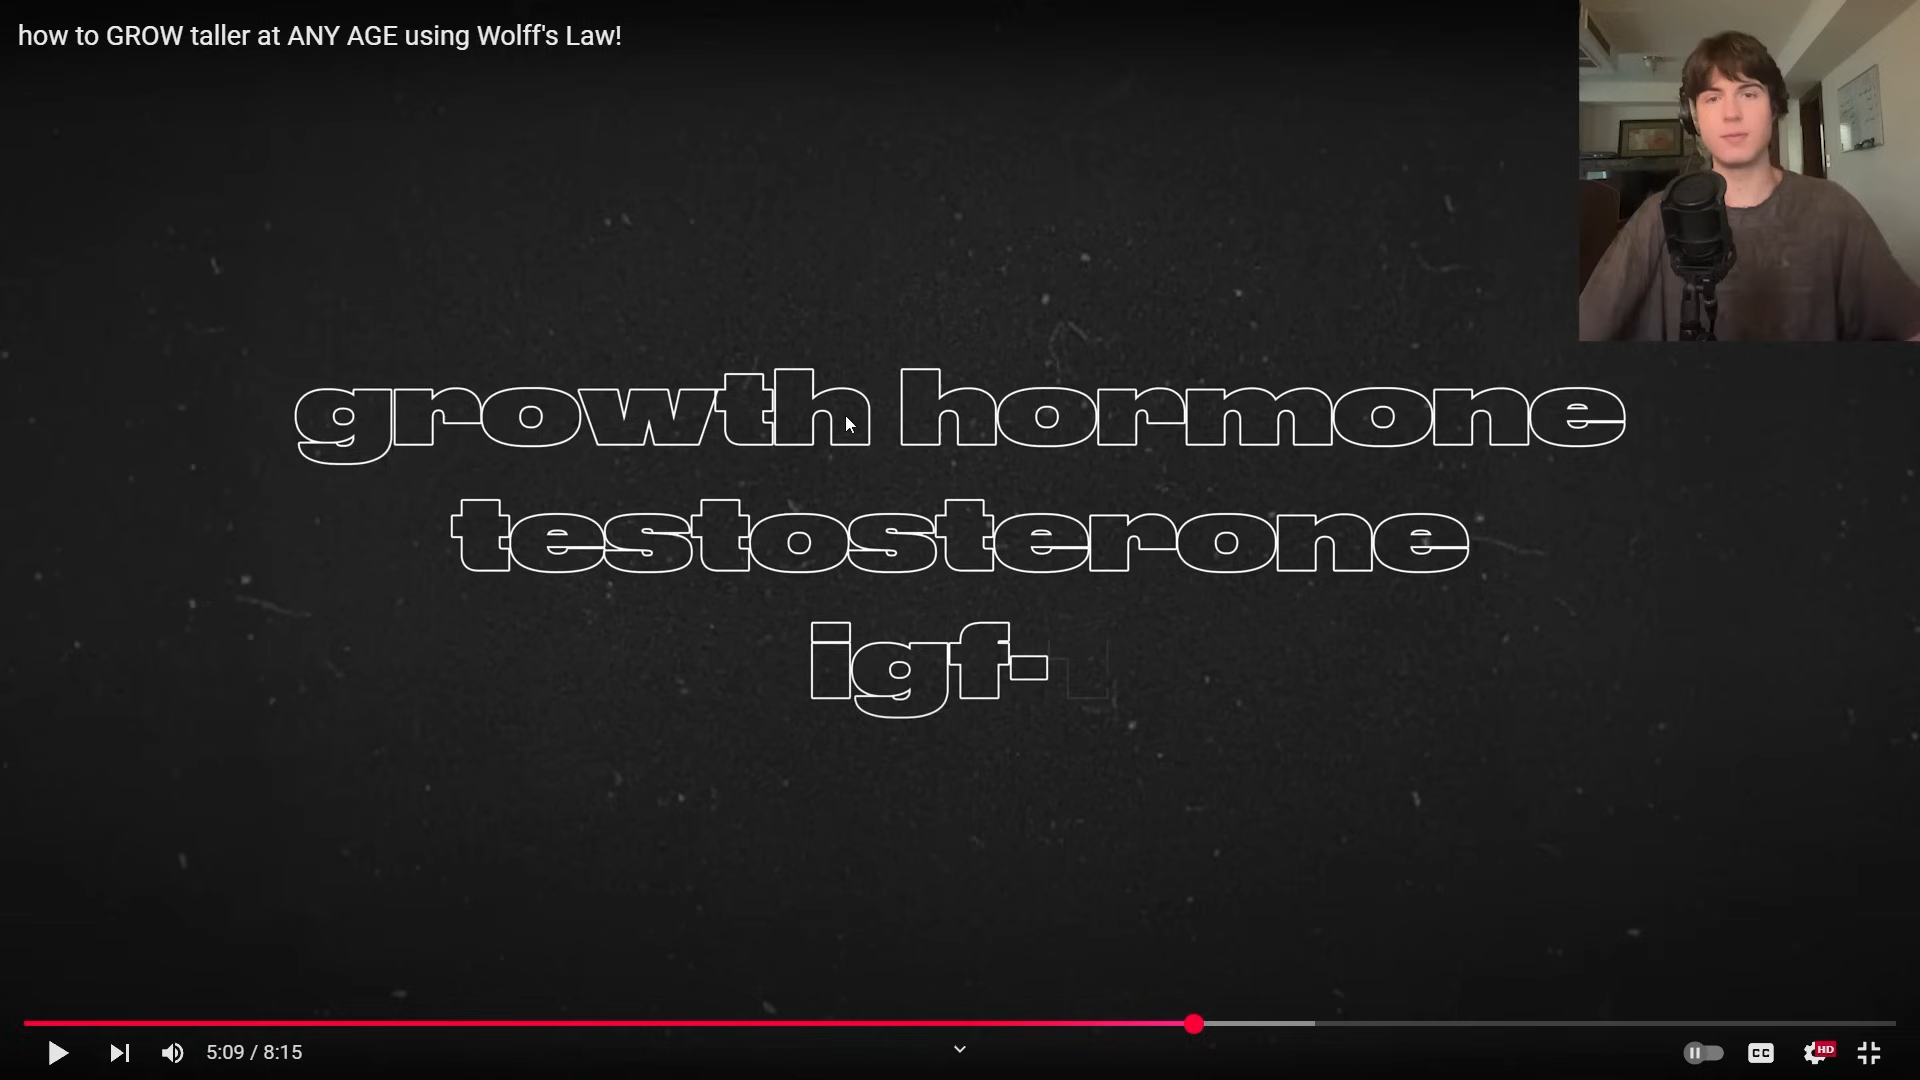 how to GROW taller at ANY AGE using Wolff's Law!
growth hormone
testosterone
igf-
5:09 / 8:15
CC
HD